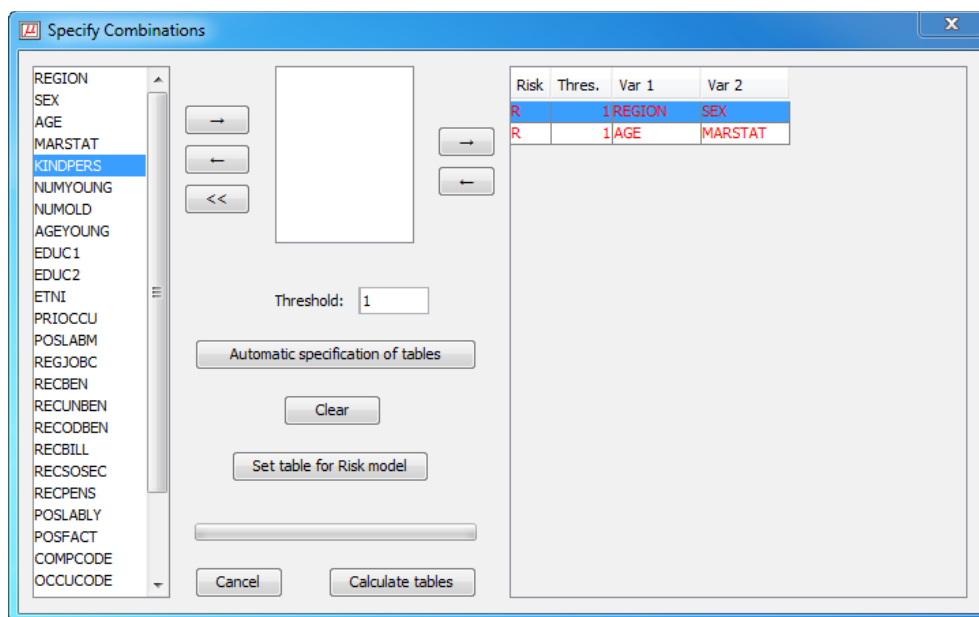 µ Specify Combinations x
REGION
SEX
AGE
MARSTAT
KINDPERS
NUMYOUNG
NUMOLD
AGEYOUNG
EDUC1
EDUC2
ETNI
PRIOCCU
POSLABM
REGJOBC
RECBEN
RECUNBEN
RECODBEN
RECBILL
RECSOSEC
RECPENS
POSLABLY
POSFACT
COMPCODE
OCCUCODE
→
←
<<
→
←
Threshold: 1
Automatic specification of tables
Clear
Set table for Risk model
Cancel Calculate tables
Risk Thres. Var 1 Var 2
R 1 REGION SEX
R 1 AGE MARSTAT